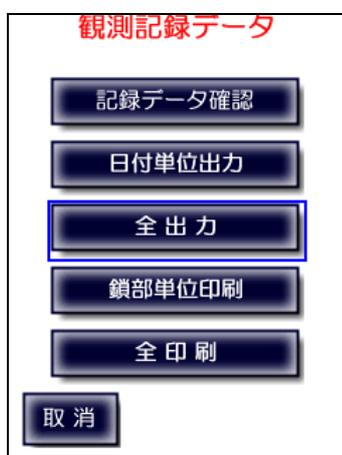 観測記録データ
記録データ確認
日付単位出力
全 出 力
鎖部単位印刷
全 印 刷
取 消